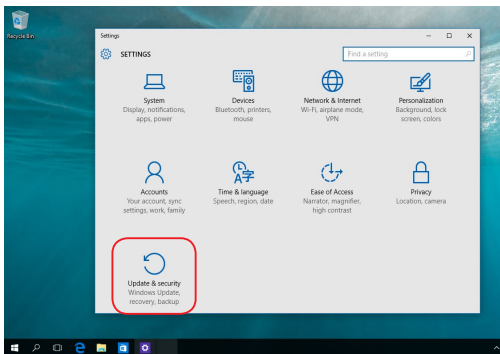 Recycle Bin
Settings
SETTINGS
Find a setting
System
Display, notifications,
apps, power
Devices
Bluetooth, printers,
mouse
Network & Internet
Wi-Fi, airplane mode,
VPN
Personalization
Background, lock
screen, colors
Accounts
Your account, sync
settings, work, family
Time & language
Speech, region, date
Ease of Access
Narrator, magnifier,
high contrast
Privacy
Location, camera
Update & security
Windows Update,
recovery, backup